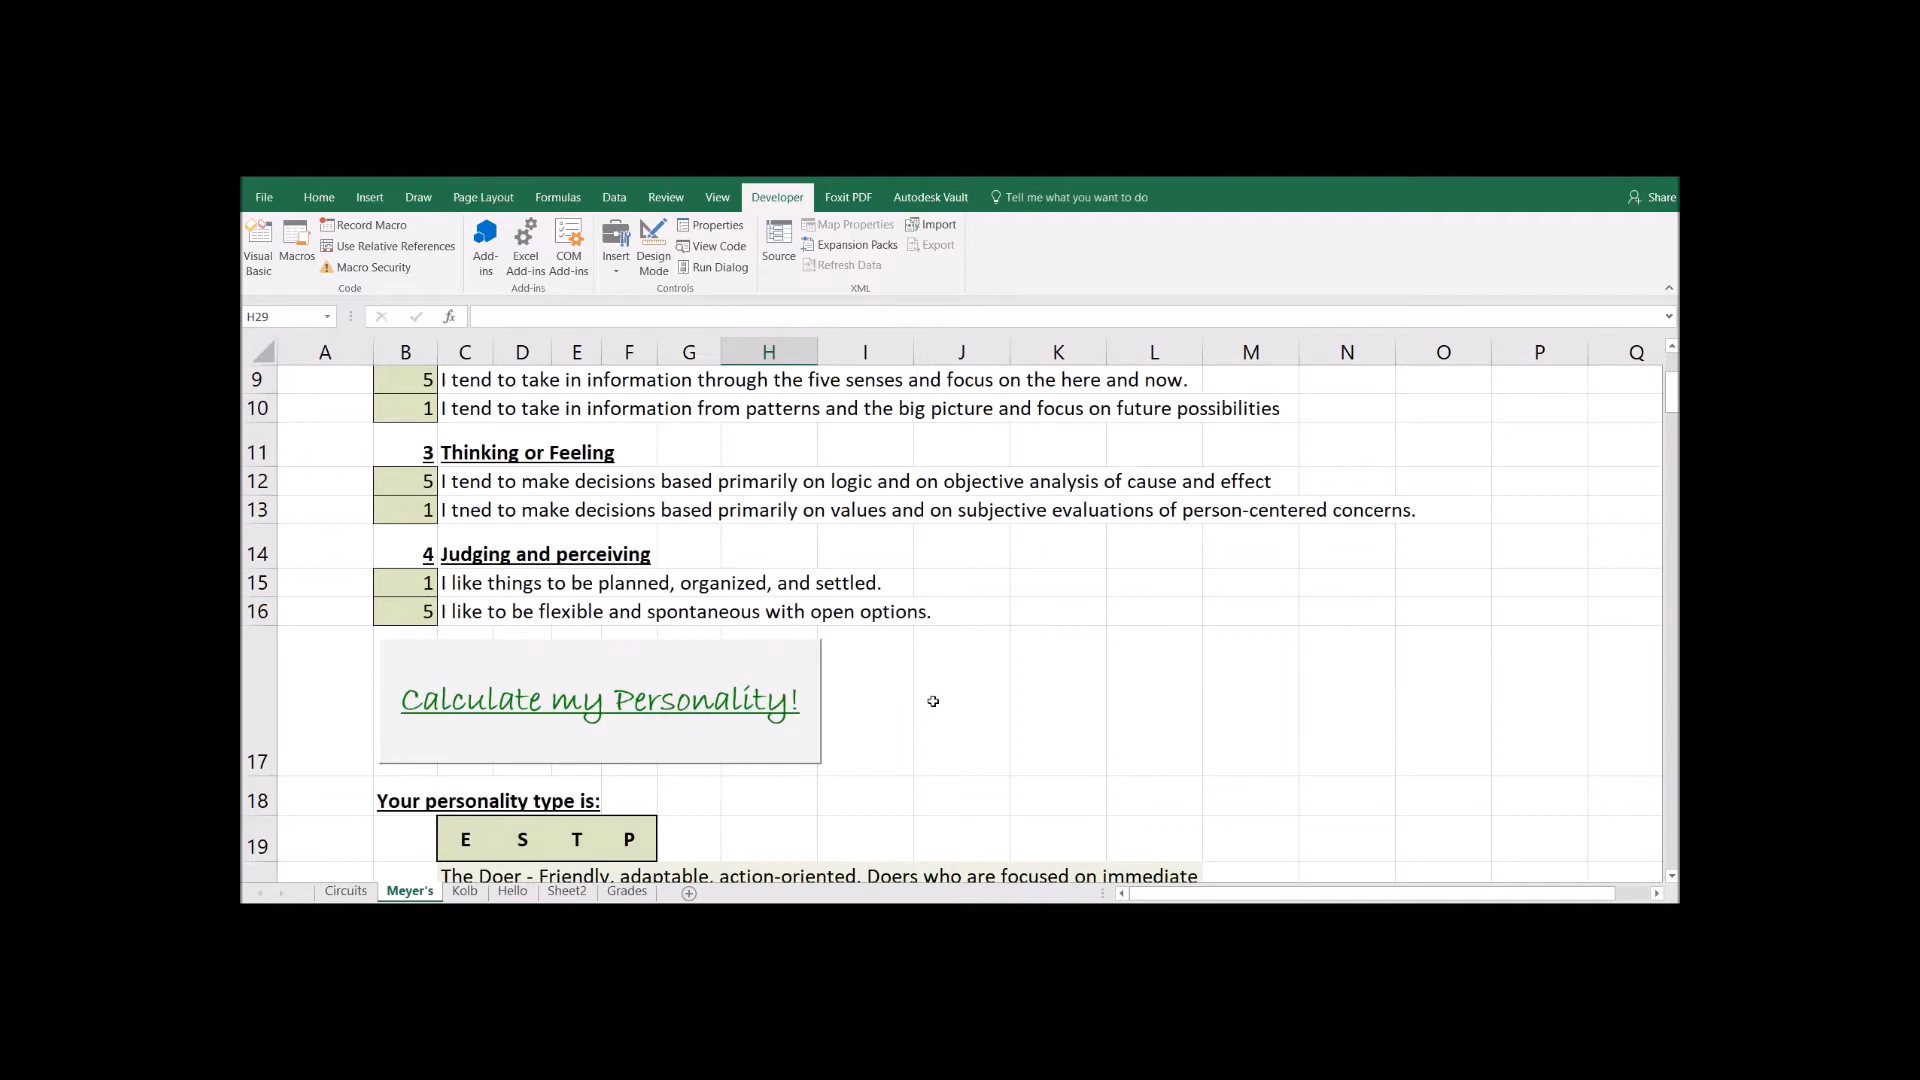 File Home Insert Draw Page Layout Formulas Data Review View Developer Foxit PDF Autodesk Vault Tell me what you want to do Share
Visual Basic
Macros
Record Macro
Use Relative References
Macro Security
Code
Add-ins
Excel Add-ins
COM Add-ins
Add-ins
Insert
Design Mode
Properties
View Code
Run Dialog
Controls
Source
Map Properties
Expansion Packs
Refresh Data
Import
Export
XML
H29 fx
A B C D E F G H I J K L M N O P Q
9 5 I tend to take in information through the five senses and focus on the here and now.
10 1 I tend to take in information from patterns and the big picture and focus on future possibilities
11 3 Thinking or Feeling
12 5 I tend to make decisions based primarily on logic and on objective analysis of cause and effect
13 1 I tned to make decisions based primarily on values and on subjective evaluations of person-centered concerns.
14 4 Judging and perceiving
15 1 I like things to be planned, organized, and settled.
16 5 I like to be flexible and spontaneous with open options.
Calculate my Personality!
17
18 Your personality type is:
19 E S T P
The Doer - Friendly, adaptable, action-oriented. Doers who are focused on immediate
Circuits Meyer's Kolb Hello Sheet2 Grades